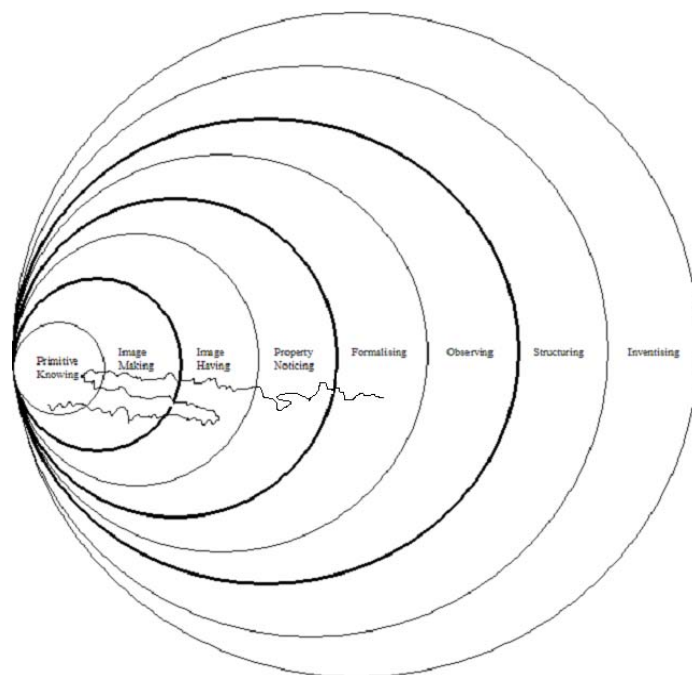 Primitive
Knowing
Image
Making
Image
Having
Property
Noticing
Formalising
Observing
Structuring
Inventising